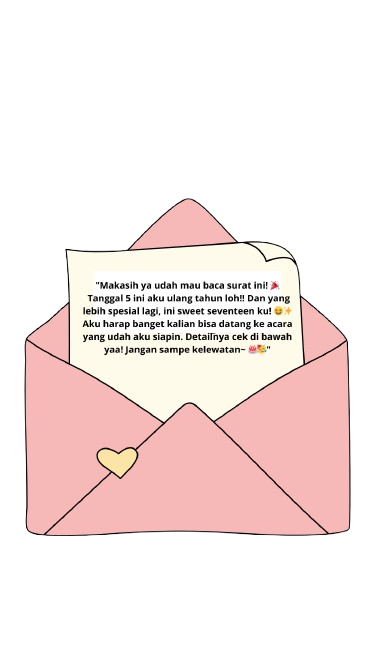 "Makasih ya udah mau baca surat ini! 🎉
Tanggal 5 ini aku ulang tahun loh!! Dan yang
lebih spesial lagi, ini sweet seventeen ku! 😆✨
Aku harap banget kalian bisa datang ke acara
yang udah aku siapin. Detailnya cek di bawah
yaa! Jangan sampe kelewatan~ 🎂🥰"